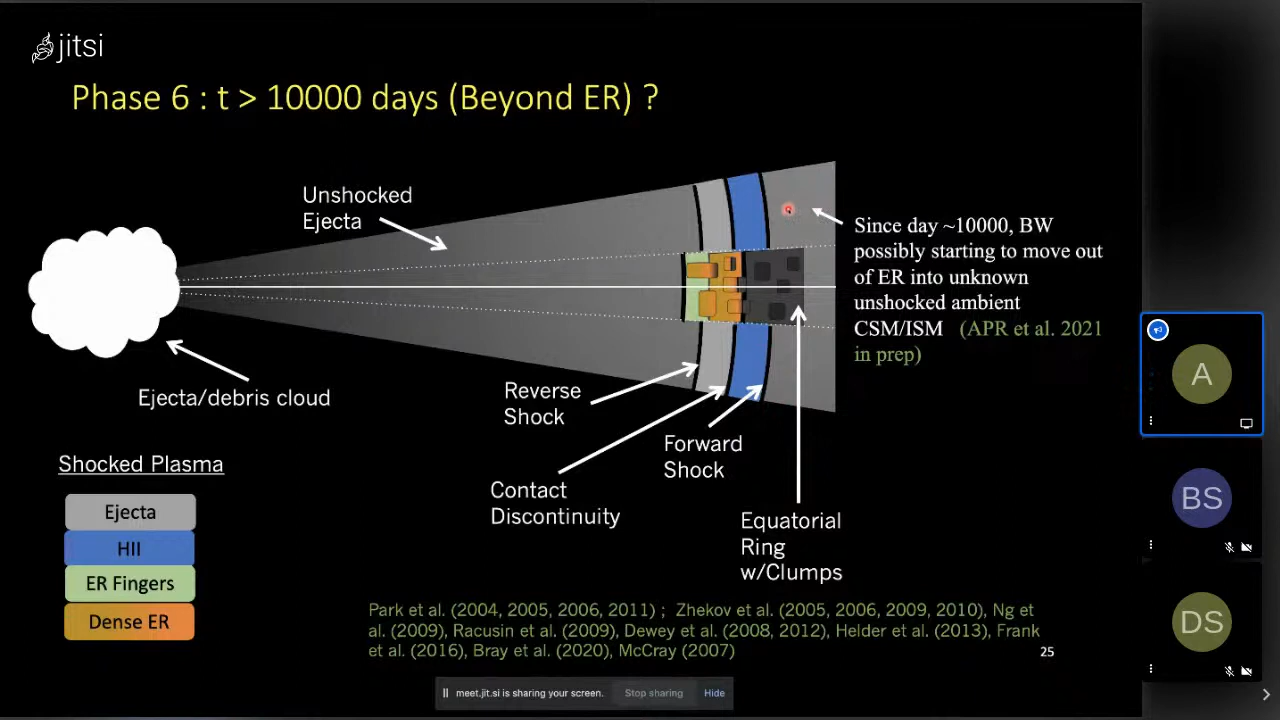 jitsi
Phase 6 : t > 10000 days (Beyond ER) ?
Unshocked
Ejecta
Since day ~10000, BW
possibly starting to move out
of ER into unknown
unshocked ambient
CSM/ISM (APR et al. 2021
in prep)
Ejecta/debris cloud
Reverse
Shock
Forward
Shock
Contact
Discontinuity
Equatorial
Ring
w/Clumps
Shocked Plasma
Ejecta
HII
ER Fingers
Dense ER
Park et al. (2004, 2005, 2006, 2011) ; Zhekov et al. (2005, 2006, 2009, 2010), Ng et
al. (2009), Racusin et al. (2009), Dewey et al. (2008, 2012), Helder et al. (2013), Frank
et al. (2016), Bray et al. (2020), McCray (2007)
25
meet.jit.si is sharing your screen. Stop sharing Hide
A
BS
DS